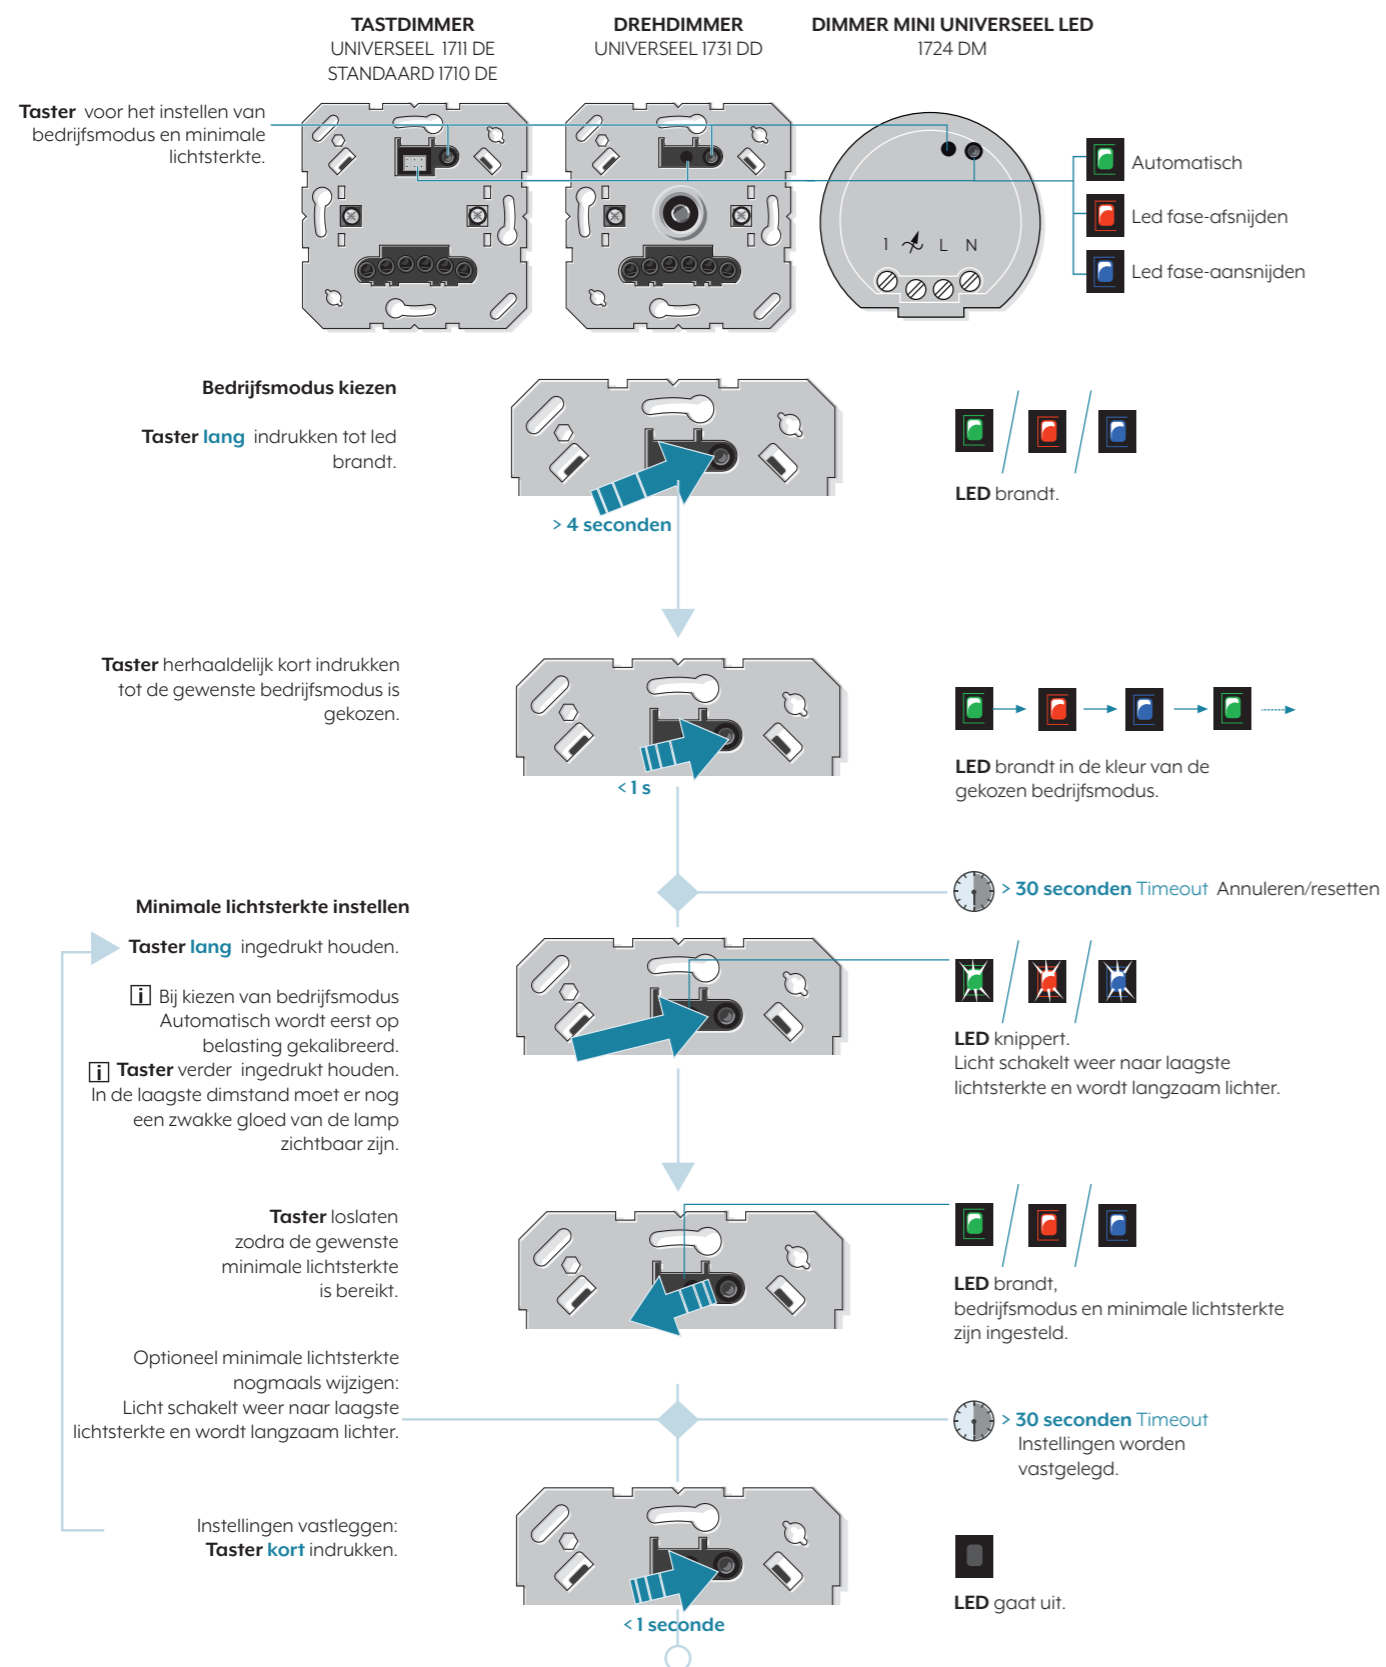 TASTDIMMER
UNIVERSEEL 1711 DE
STANDAARD 1710 DE
DREHDIMMER
UNIVERSEEL 1731 DD
DIMMER MINI UNIVERSEEL LED
1724 DM
Taster voor het instellen van
bedrijfsmodus en minimale
lichtsterkte.
1 L N
Automatisch
Led fase-afsnijden
Led fase-aansnijden
Bedrijfsmodus kiezen
Taster lang indrukken tot led
brandt.
> 4 seconden
LED brandt.
Taster herhaaldelijk kort indrukken
tot de gewenste bedrijfsmodus is
gekozen.
< 1 s
LED brandt in de kleur van de
gekozen bedrijfsmodus.
> 30 seconden Timeout Annuleren/resetten
Minimale lichtsterkte instellen
Taster lang ingedrukt houden.
i Bij kiezen van bedrijfsmodus
Automatisch wordt eerst op
belasting gekalibreerd.
i Taster verder ingedrukt houden.
In de laagste dimstand moet er nog
een zwakke gloed van de lamp
zichtbaar zijn.
LED knippert.
Licht schakelt weer naar laagste
lichtsterkte en wordt langzaam lichter.
Taster loslaten
zodra de gewenste
minimale lichtsterkte
is bereikt.
LED brandt,
bedrijfsmodus en minimale lichtsterkte
zijn ingesteld.
Optioneel minimale lichtsterkte
nogmaals wijzigen:
Licht schakelt weer naar laagste
lichtsterkte en wordt langzaam lichter.
> 30 seconden Timeout
Instellingen worden
vastgelegd.
Instellingen vastleggen:
Taster kort indrukken.
< 1 seconde
LED gaat uit.